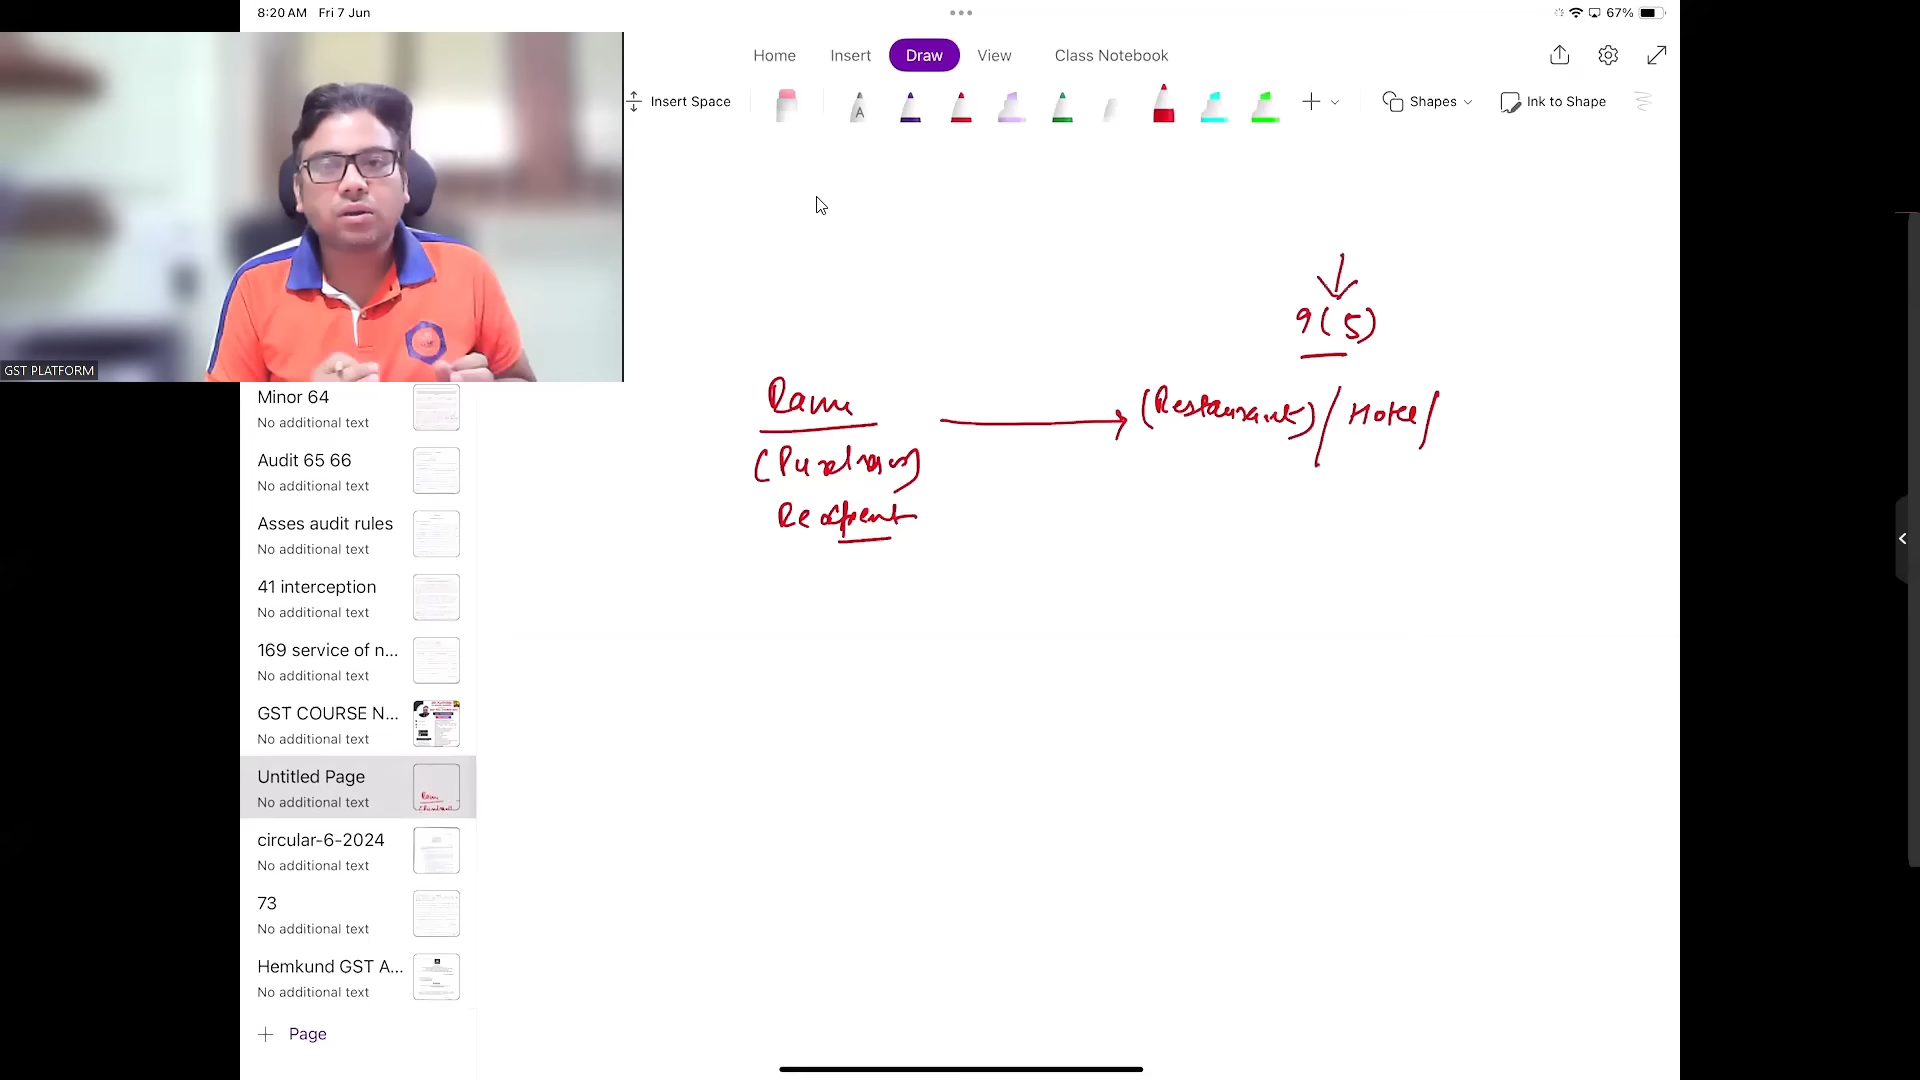 8:20 AM Fri 7 Jun
67%
Home Insert Draw View Class Notebook
Insert Space
A
Shapes
Ink to Shape
GST PLATFORM
Minor 64
No additional text
Audit 65 66
No additional text
Asses audit rules
No additional text
41 interception
No additional text
169 service of n...
No additional text
GST COURSE N...
No additional text
Untitled Page
No additional text
circular-6-2024
No additional text
73
No additional text
Hemkund GST A...
No additional text
Page
9(5)
(Restaurant) / Hotel /